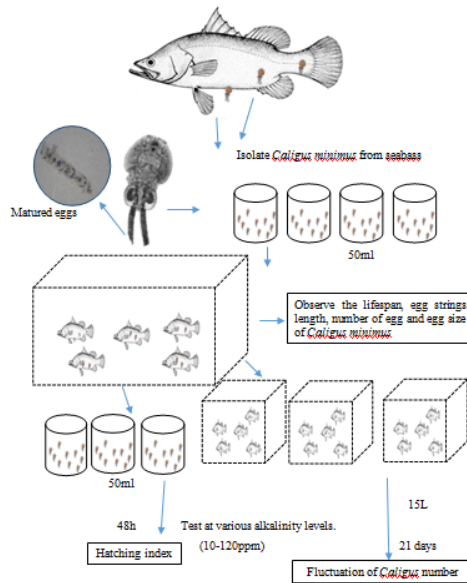 Isolate Caligus minimus from seabass
Matured eggs
50ml
Observe the lifespan, egg strings
length, number of egg and egg size
of Caligus minimus
50ml
15L
48h
Test at various alkalinity levels.
(10-120ppm)
21 days
Hatching index
Fluctuation of Caligus number